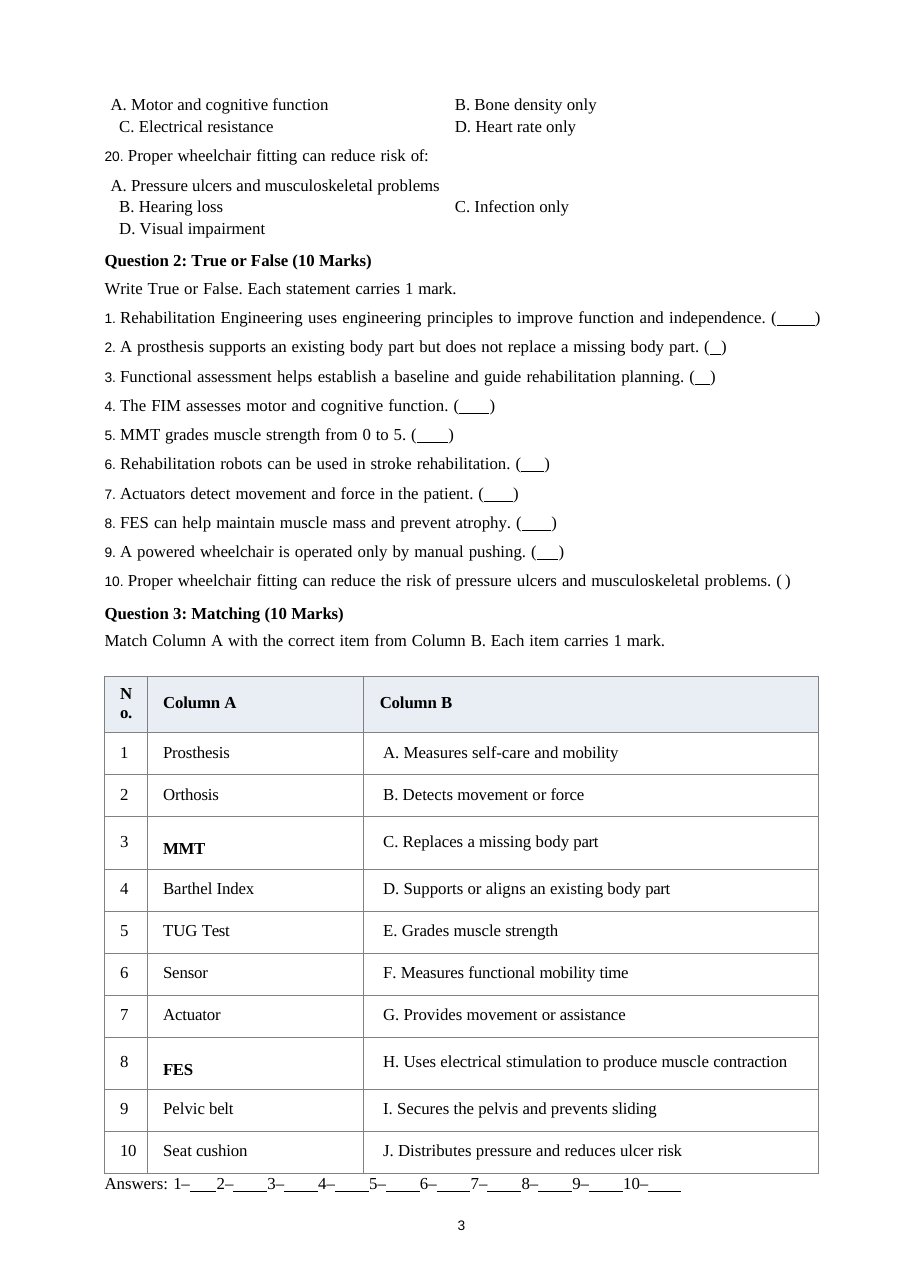 A. Motor and cognitive function B. Bone density only
C. Electrical resistance D. Heart rate only
20. Proper wheelchair fitting can reduce risk of:
A. Pressure ulcers and musculoskeletal problems
B. Hearing loss C. Infection only
D. Visual impairment
Question 2: True or False (10 Marks)
Write True or False. Each statement carries 1 mark.
1. Rehabilitation Engineering uses engineering principles to improve function and independence. (_____)
2. A prosthesis supports an existing body part but does not replace a missing body part. (_)
3. Functional assessment helps establish a baseline and guide rehabilitation planning. (__)
4. The FIM assesses motor and cognitive function. (____)
5. MMT grades muscle strength from 0 to 5. (____)
6. Rehabilitation robots can be used in stroke rehabilitation. (___)
7. Actuators detect movement and force in the patient. (____)
8. FES can help maintain muscle mass and prevent atrophy. (____)
9. A powered wheelchair is operated only by manual pushing. (___)
10. Proper wheelchair fitting can reduce the risk of pressure ulcers and musculoskeletal problems. ( )
Question 3: Matching (10 Marks)
Match Column A with the correct item from Column B. Each item carries 1 mark.
No. Column A Column B
1 Prosthesis A. Measures self-care and mobility
2 Orthosis B. Detects movement or force
3 MMT C. Replaces a missing body part
4 Barthel Index D. Supports or aligns an existing body part
5 TUG Test E. Grades muscle strength
6 Sensor F. Measures functional mobility time
7 Actuator G. Provides movement or assistance
8 FES H. Uses electrical stimulation to produce muscle contraction
9 Pelvic belt I. Secures the pelvis and prevents sliding
10 Seat cushion J. Distributes pressure and reduces ulcer risk
Answers: 1–___2–____3–____4–____5–____6–____7–____8–____9–____10–____
3